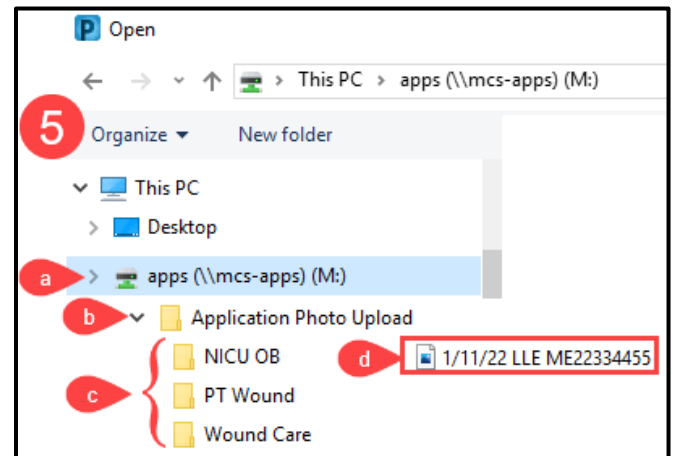 P Open
This PC > apps (\\mcs-apps) (M:)
5
Organize New folder
This PC
Desktop
a apps (\\mcs-apps) (M:)
b Application Photo Upload
NICU OB d 1/11/22 LLE ME22334455
c PT Wound
Wound Care